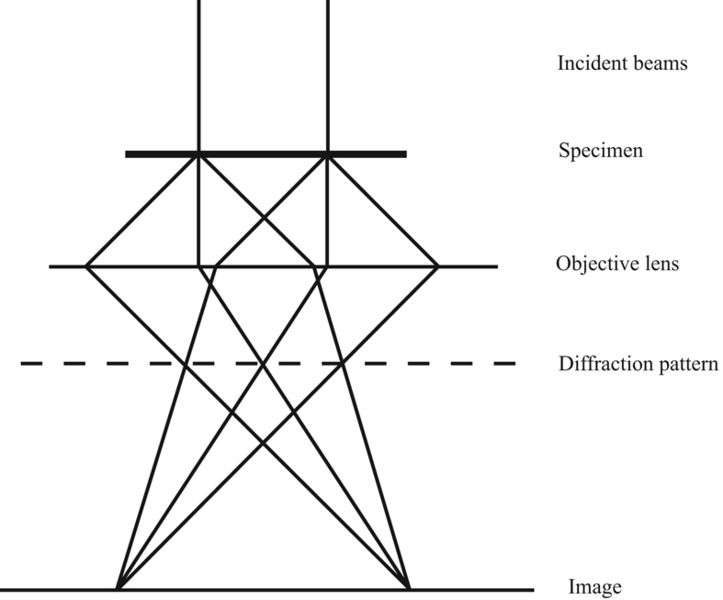 Incident beams
Specimen
Objective lens
Diffraction pattern
Image